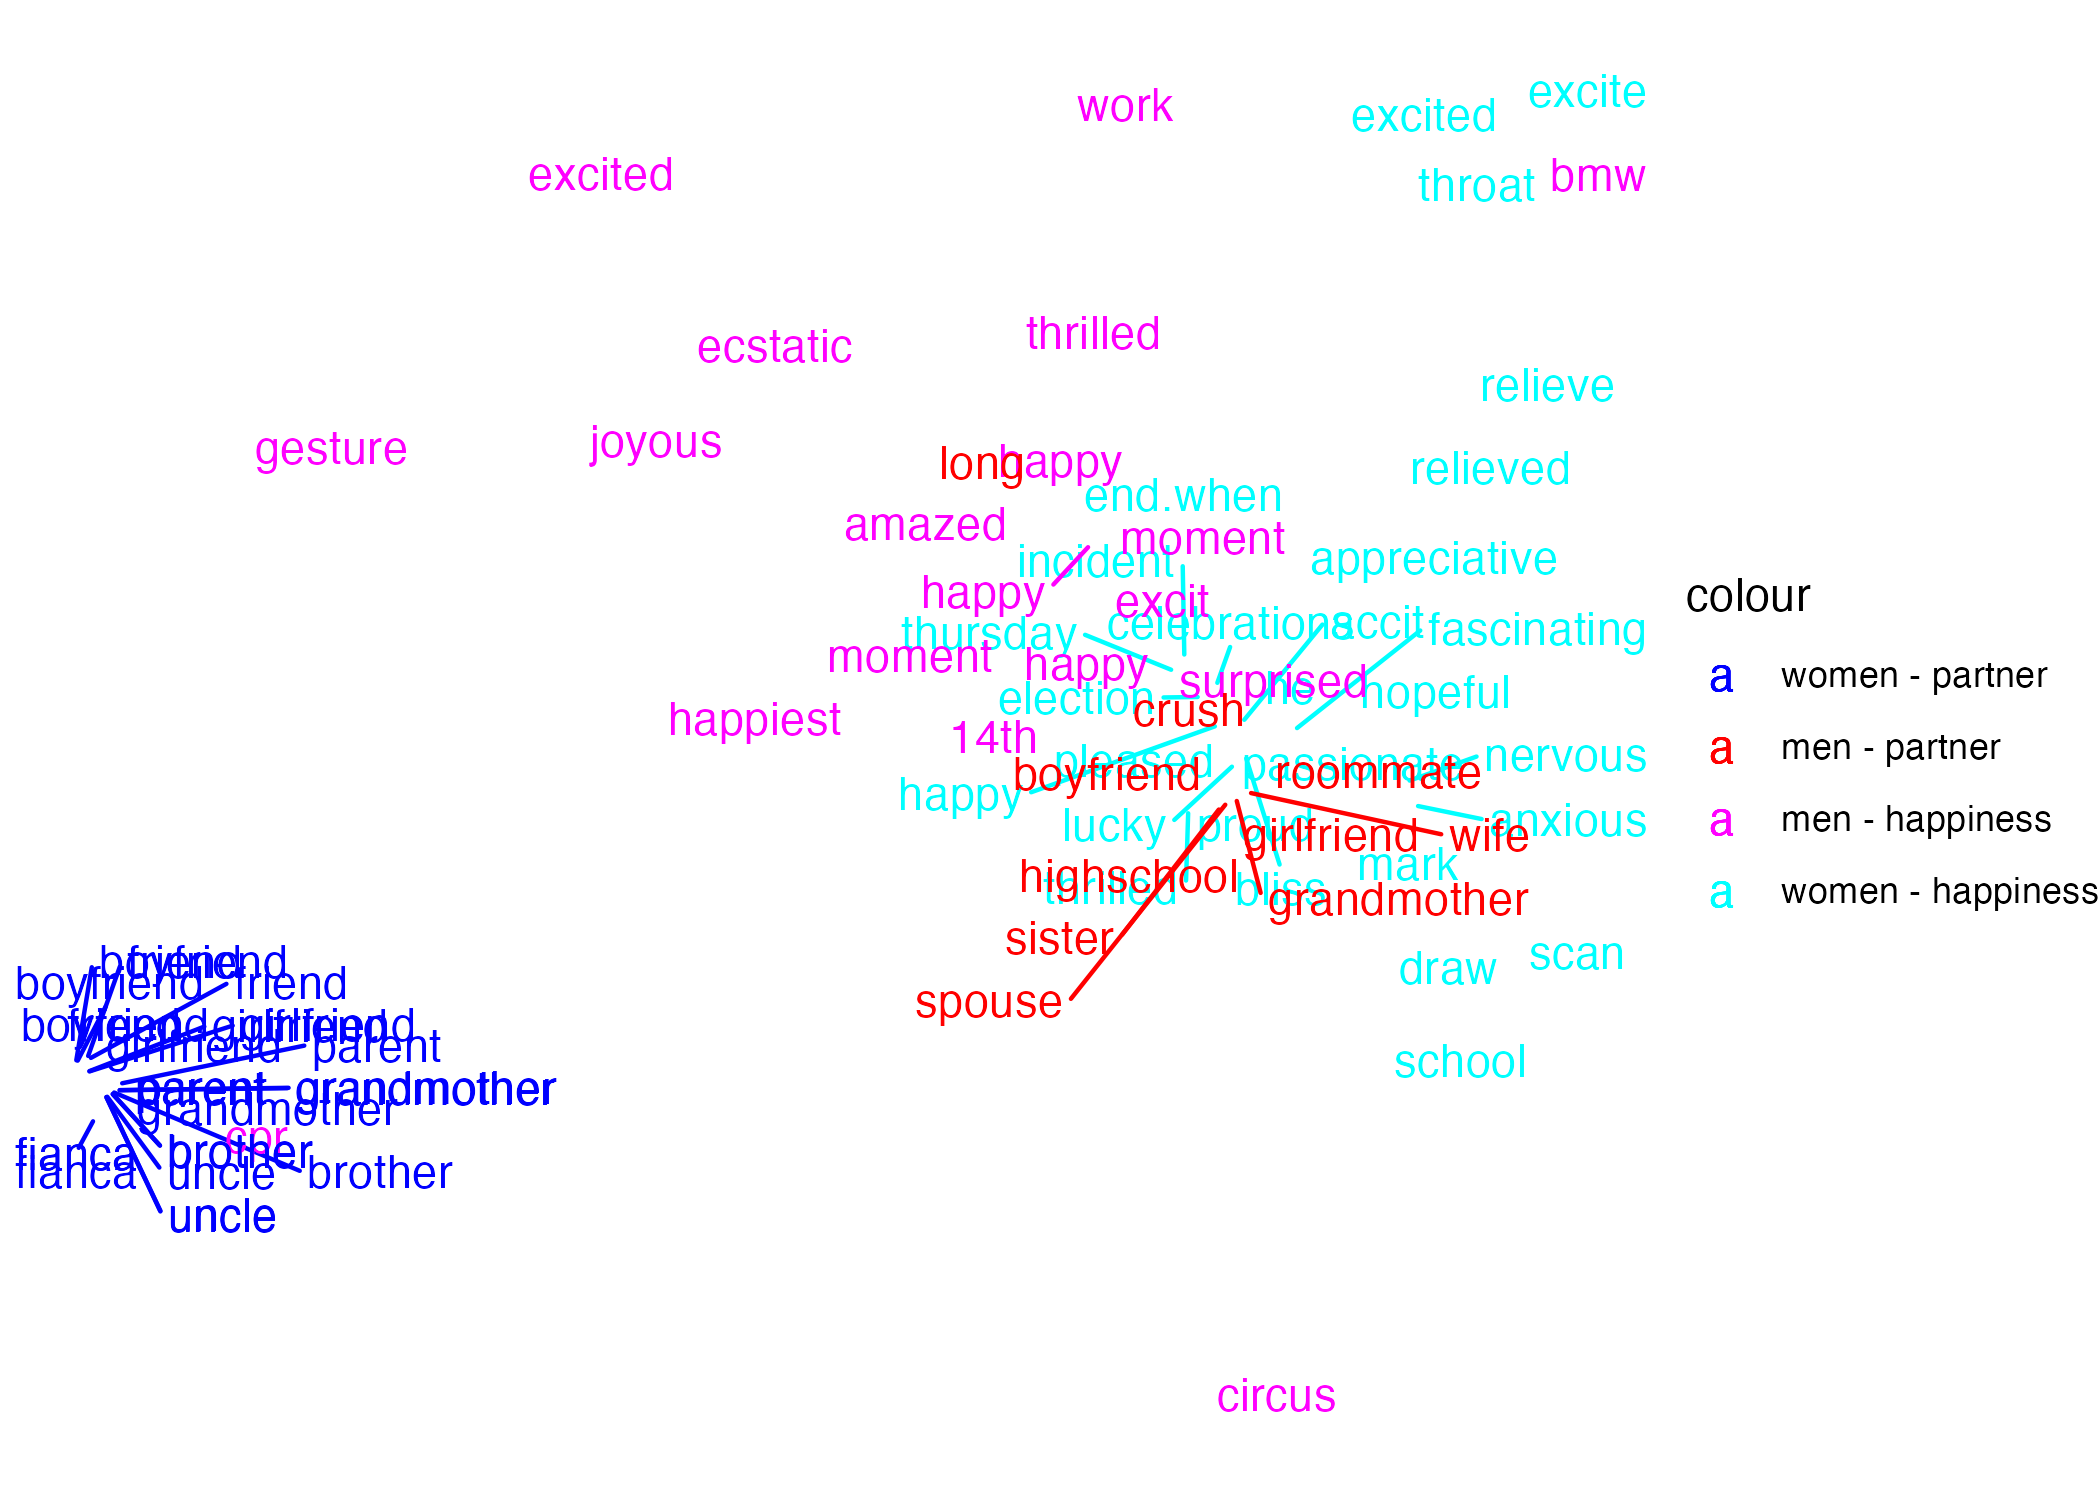 work
excited
excite
excited
throat
bmw
ecstatic
thrilled
relieve
gesture
joyous
long
happy
relieved
end.when
amazed
moment
incident
appreciative
happy
excit
thursday
celebrations
accit
fascinating
moment
happy
surprised
he
hopeful
election
crush
happiest
14th
pleased
passionate
nervous
boyfriend
roommate
happy
lucky
proud
anxious
girlfriend
wife
mark
highschool
thrilled
bliss
grandmother
sister
draw
scan
spouse
school
boyfriend
friend
boyfriend
friend
boyfriend
friend
girlfriend
girlfriend
girlfriend
parent
parent
grandmother
grandmother
cpr
fianca
brother
fianca
uncle
brother
uncle
circus
colour
a women - partner
a men - partner
a men - happiness
a women - happiness